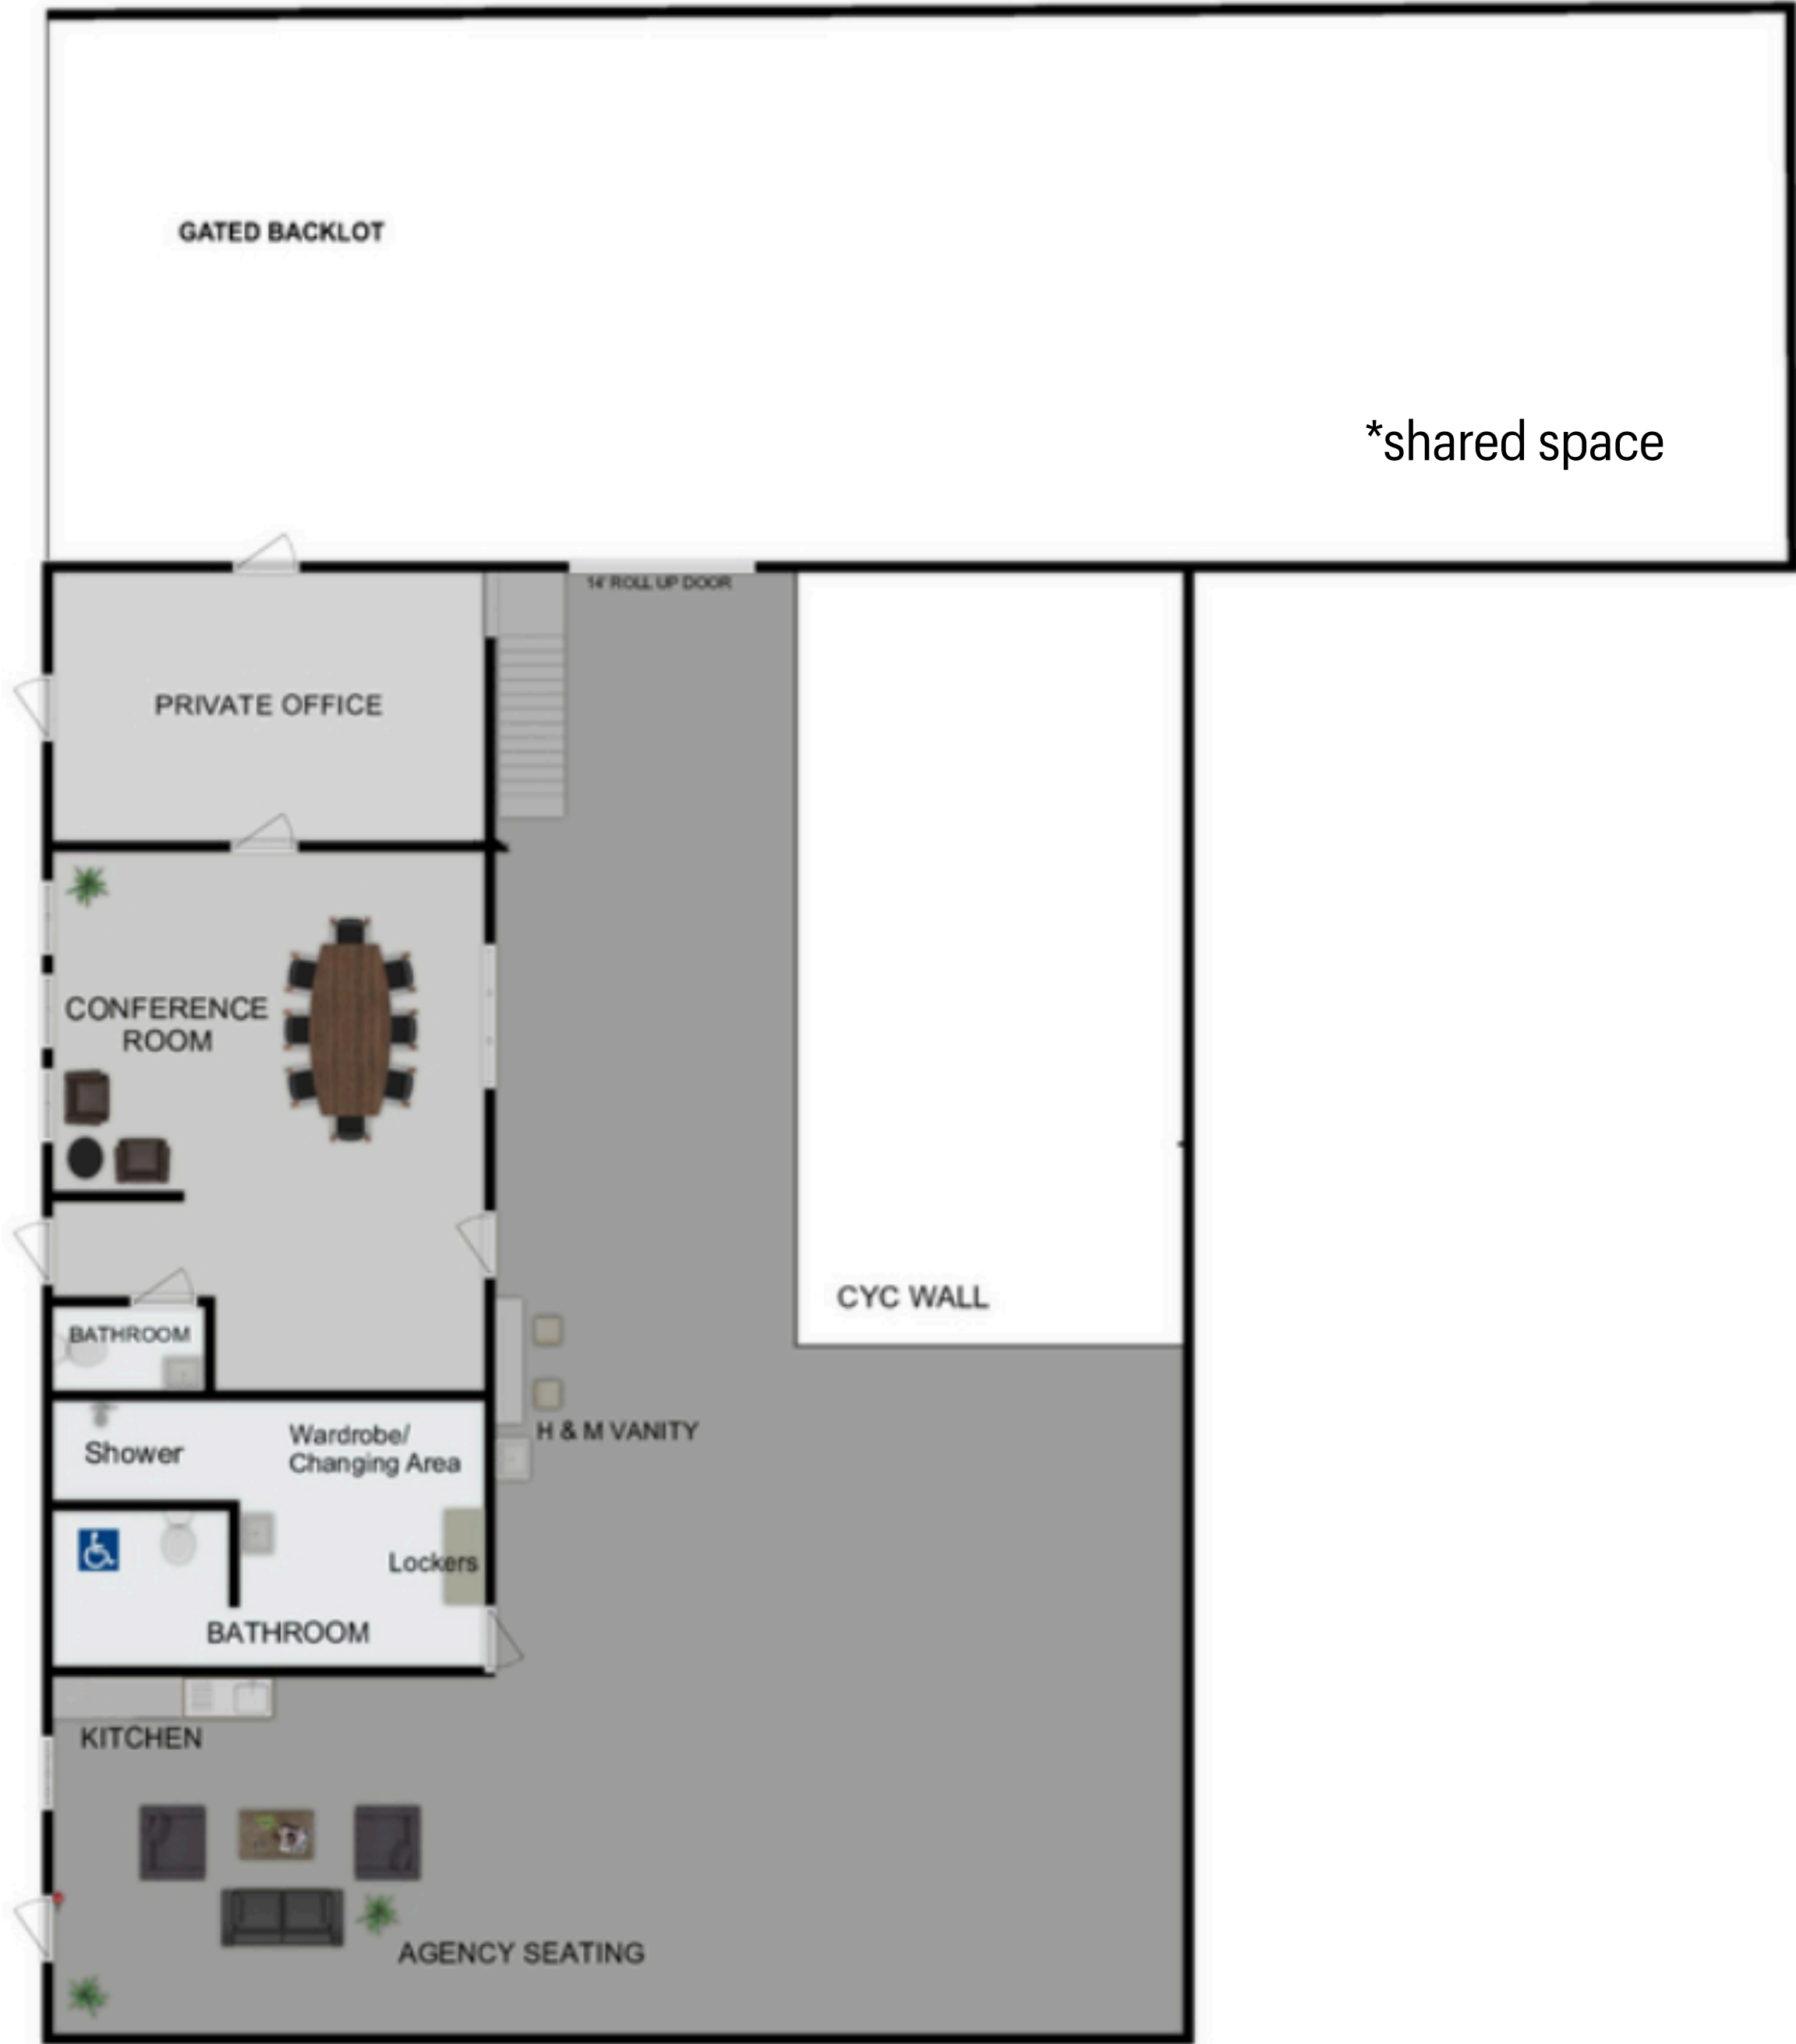 GATED BACKLOT
*shared space
14' ROLL UP DOOR
PRIVATE OFFICE
CONFERENCE
ROOM
CYC WALL
BATHROOM
H & M VANITY
Wardrobe/
Changing Area
Shower
Lockers
BATHROOM
KITCHEN
AGENCY SEATING